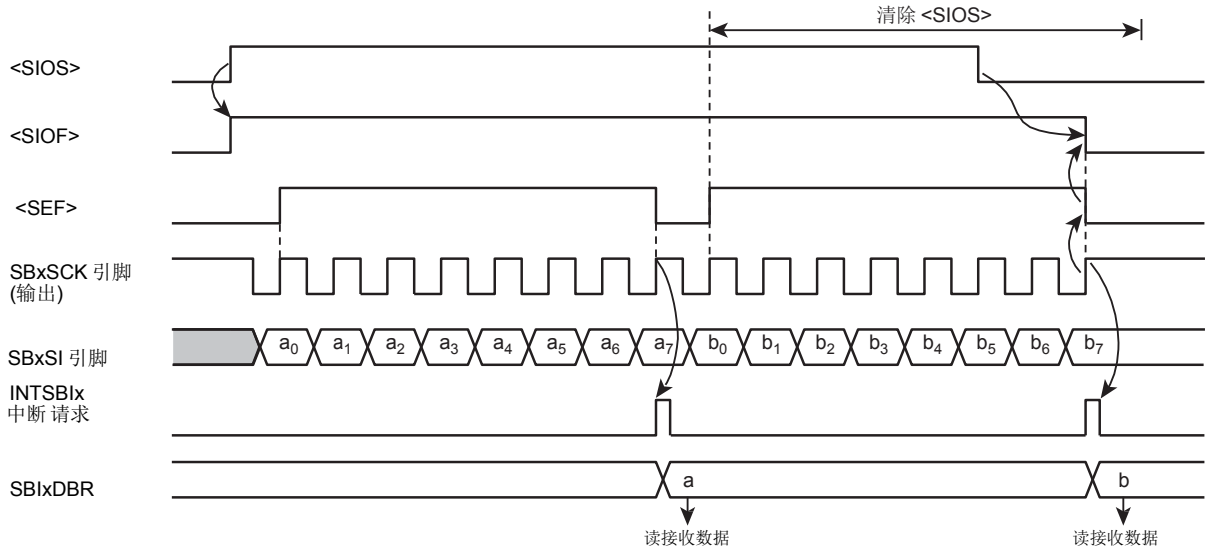 清除 <SIOS>
<SIOS>
<SIOF>
<SEF>
SBxSCK 引脚
(输出)
SBxSI 引脚
a0 a1 a2 a3 a4 a5 a6 a7 b0 b1 b2 b3 b4 b5 b6 b7
INTSBIx
中断 请求
SBIxDBR
a
b
读接收数据
读接收数据